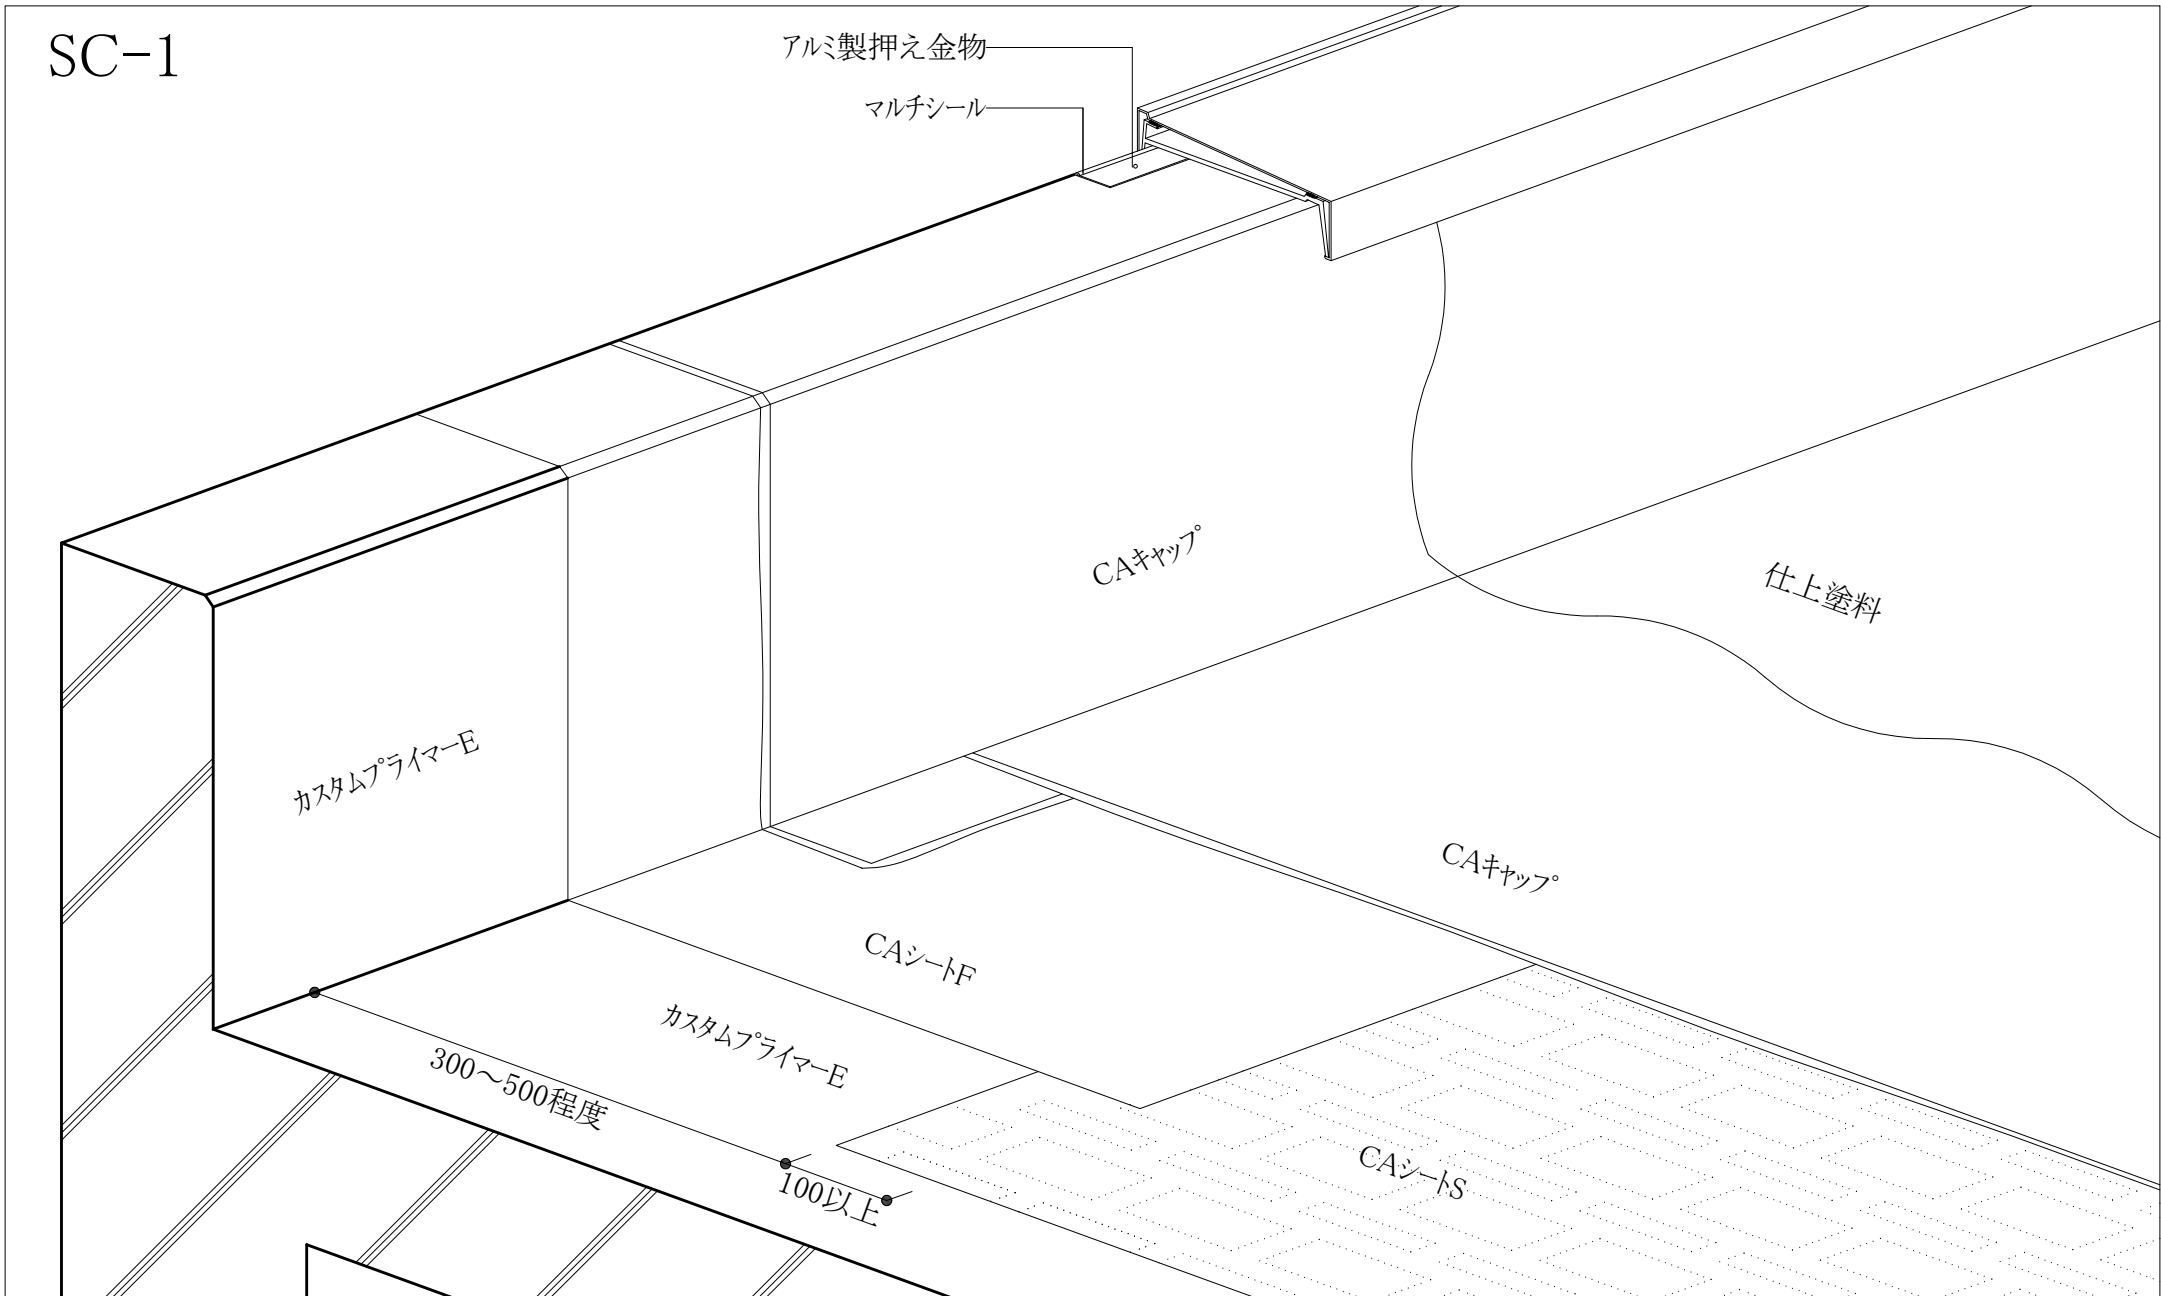 SC-1
アルミ製押え金物
マルチシール
CAキャップ
仕上塗料
カスタムプライマーE
CAキャップ
CAシートF
カスタムプライマーE
300～500程度
100以上
CAシートS